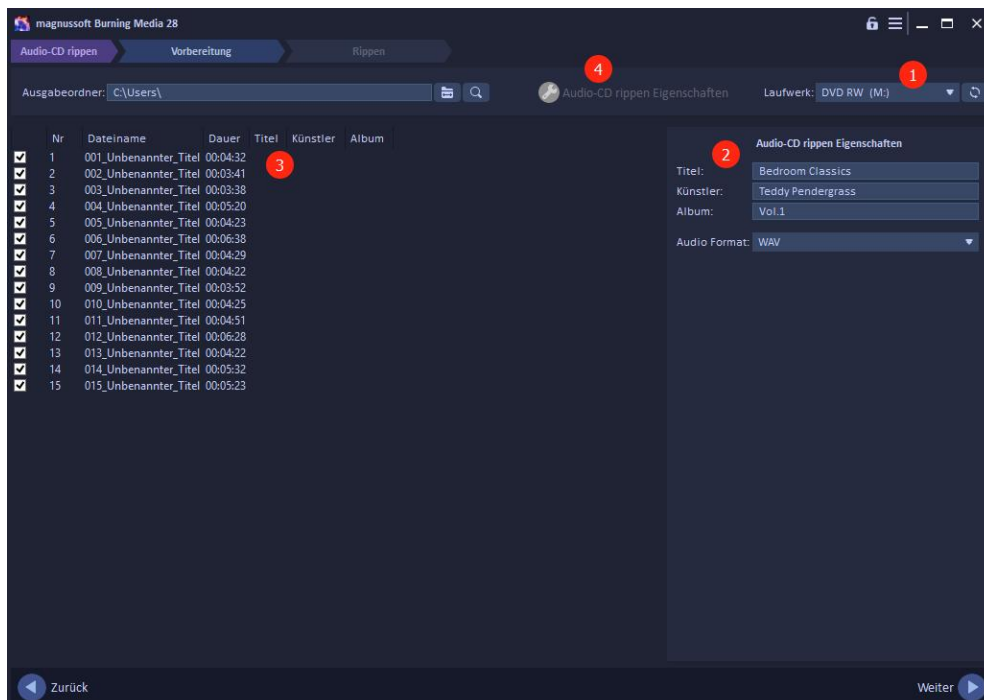 magnussoft Burning Media 28
Audio-CD rippen Vorbereitung Rippen
4
1
Ausgabeordner: C:\Users\ Audio-CD rippen Eigenschaften Laufwerk: DVD RW (M:)
Nr Dateiname Dauer Titel Künstler Album
1 001_Unbenannter_Titel 00:04:32
2 002_Unbenannter_Titel 00:03:41
3 003_Unbenannter_Titel 00:03:38
4 004_Unbenannter_Titel 00:05:20
5 005_Unbenannter_Titel 00:04:23
6 006_Unbenannter_Titel 00:06:38
7 007_Unbenannter_Titel 00:04:29
8 008_Unbenannter_Titel 00:04:22
9 009_Unbenannter_Titel 00:03:52
10 010_Unbenannter_Titel 00:04:25
11 011_Unbenannter_Titel 00:04:51
12 012_Unbenannter_Titel 00:06:28
13 013_Unbenannter_Titel 00:04:22
14 014_Unbenannter_Titel 00:05:32
15 015_Unbenannter_Titel 00:05:23
3
Audio-CD rippen Eigenschaften
2
Titel: Bedroom Classics
Künstler: Teddy Pendergrass
Album: Vol.1
Audio Format: WAV
Zurück Weiter